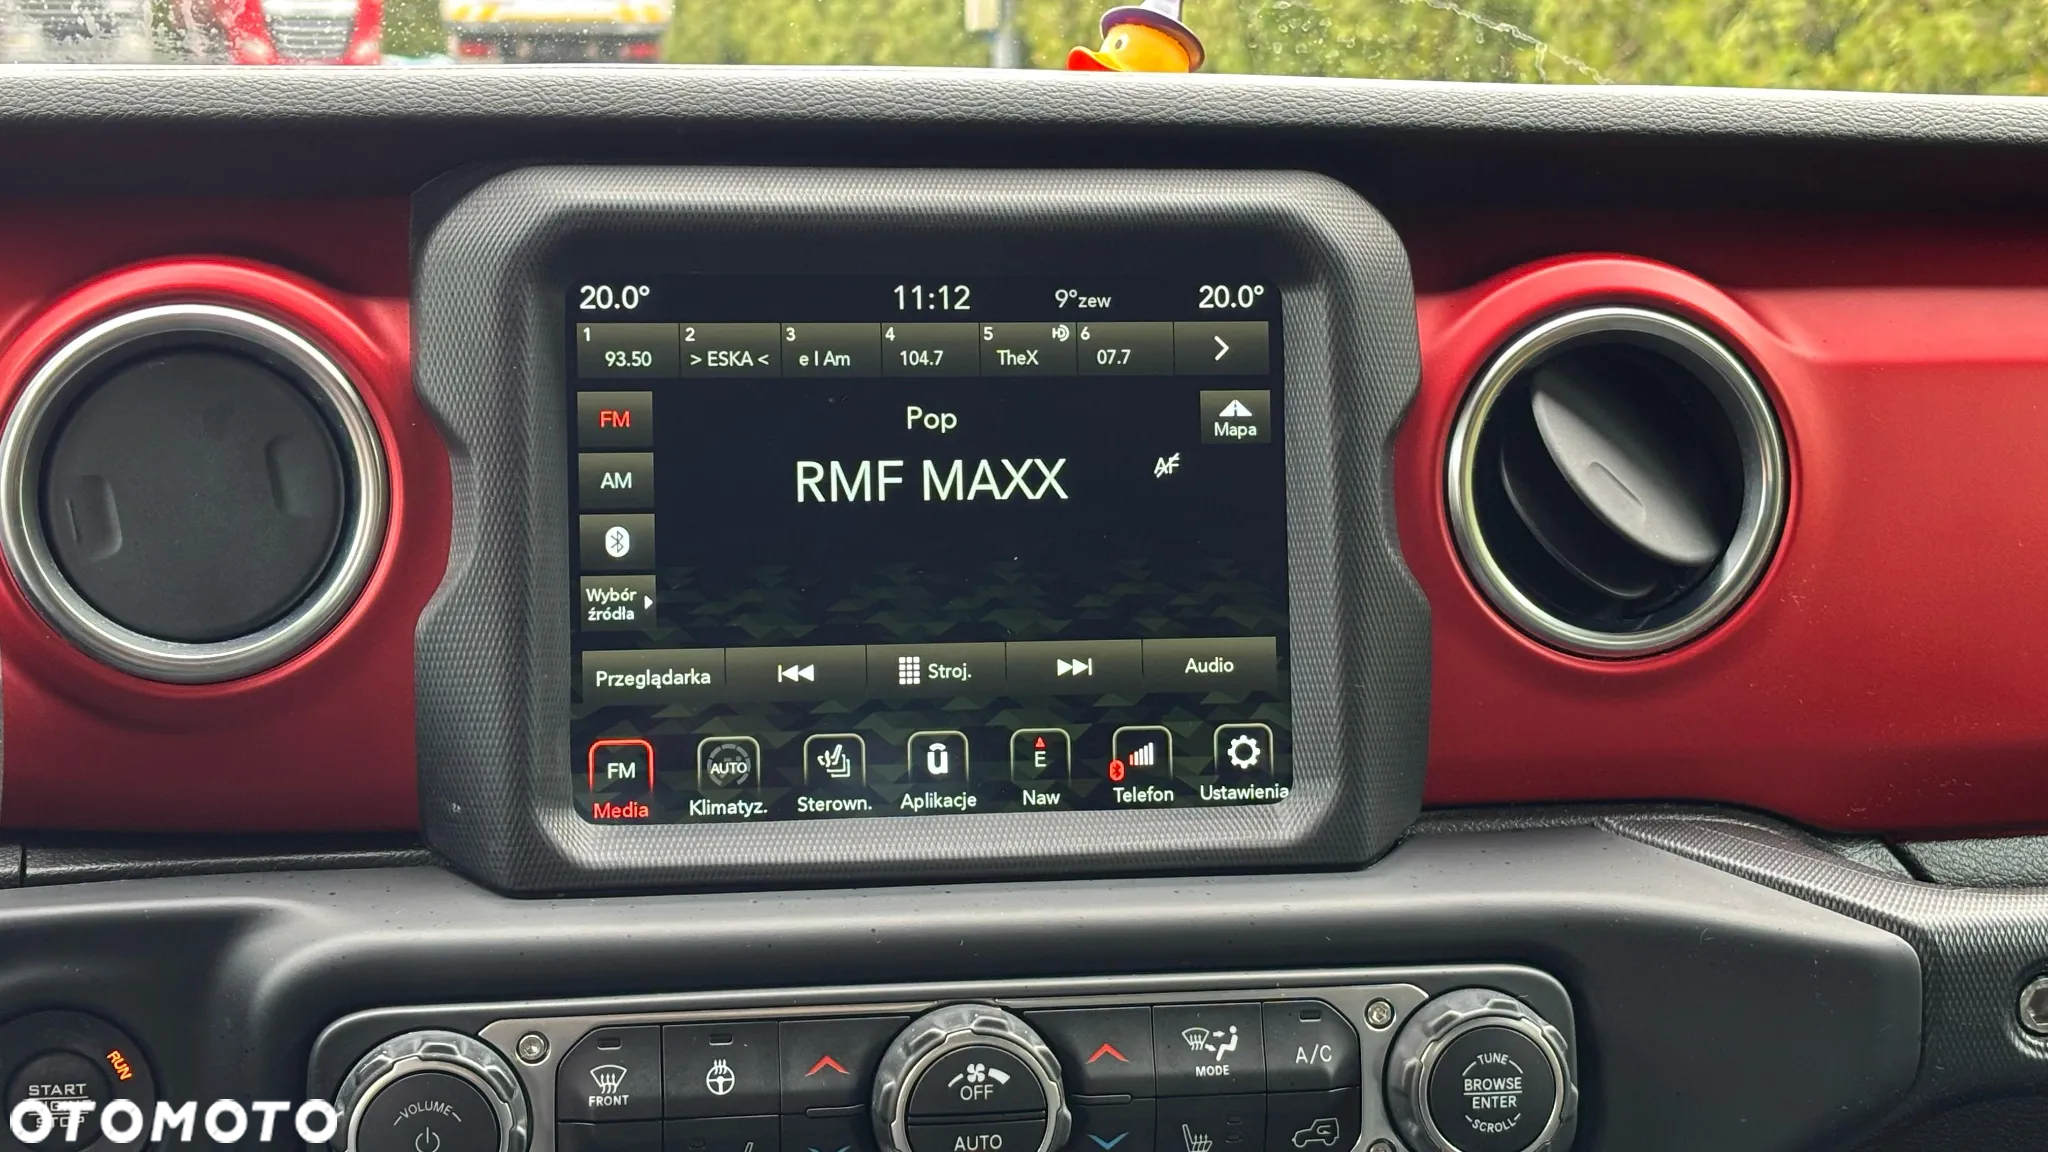 20.0° 11:12 9°zew 20.0°
1 2 3 4 5 HD 6
93.50 > ESKA < e I Am 104.7 TheX 07.7
FM Pop Mapa
RMF MAXX AF
AM
Wybór
źródła
Przeglądarka Stroj. Audio
FM AUTO ū E
Media Klimatyz. Sterown. Aplikacje Naw Telefon Ustawienia
RUN
START
STOP
VOLUME
FRONT
OFF
AUTO
MODE
A/C
TUNE
BROWSE
ENTER
SCROLL
OTOMOTO